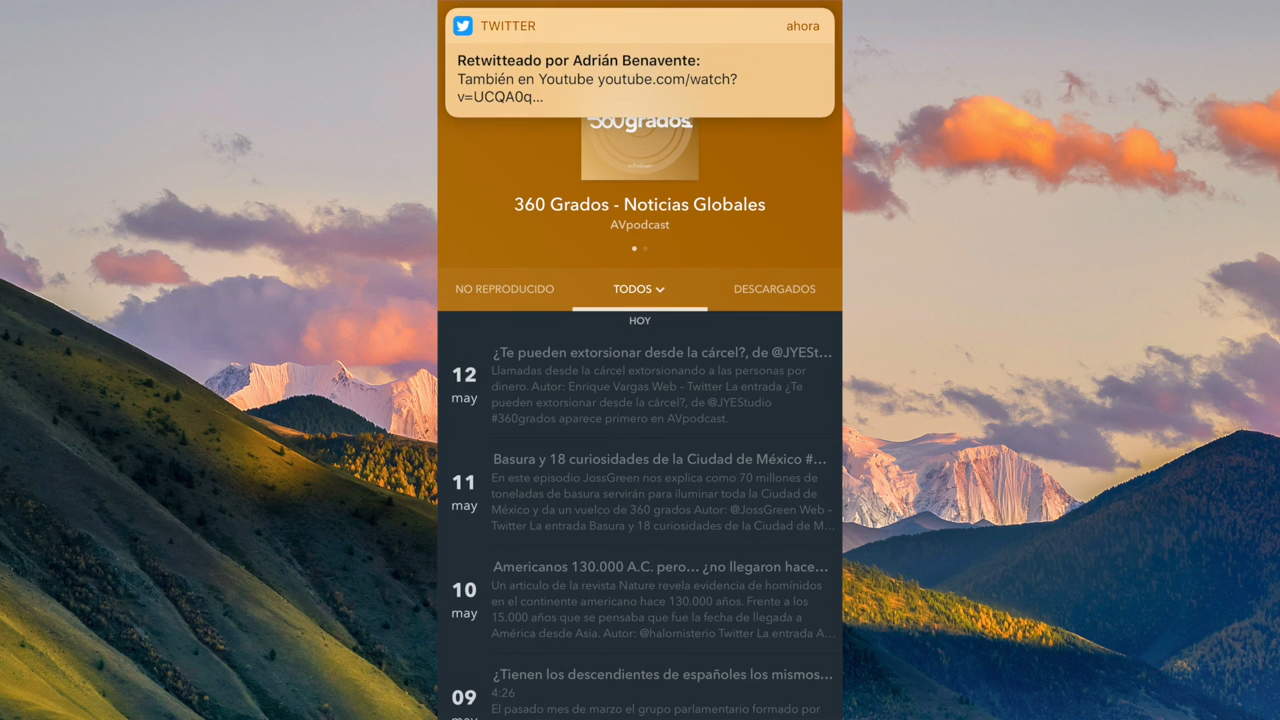 TWITTER
ahora
Retwitteado por Adrián Benavente:
También en Youtube youtube.com/watch?
v=UCQA0q...
360grados
360 Grados - Noticias Globales
AVpodcast
NO REPRODUCIDO
TODOS
DESCARGADOS
HOY
12
may
¿Te pueden extorsionar desde la cárcel?, de @JYESt...
Llamadas desde la cárcel extorsionando a las personas por
dinero. Autor: Enrique Vargas Web – Twitter La entrada ¿Te
pueden extorsionar desde la cárcel?, de @JYEStudio
#360grados aparece primero en AVpodcast.
11
may
Basura y 18 curiosidades de la Ciudad de México #...
En este episodio JossGreen nos explica como 70 millones de
toneladas de basura servirán para iluminar toda la Ciudad de
México y da un vuelco de 360 grados Autor: @JossGreen Web –
Twitter La entrada Basura y 18 curiosidades de la Ciudad de M...
10
may
Americanos 130.000 A.C. pero... ¿no llegaron hace...
Un articulo de la revista Nature revela evidencia de homínidos
en el continente americano hace 130.000 años. Frente a los
15.000 años que se pensaba que fue la fecha de llegada a
América desde Asia. Autor: @halomisterio Twitter La entrada A...
09
may
¿Tienen los descendientes de españoles los mismos...
4:26
El pasado mes de marzo el grupo parlamentario formado por